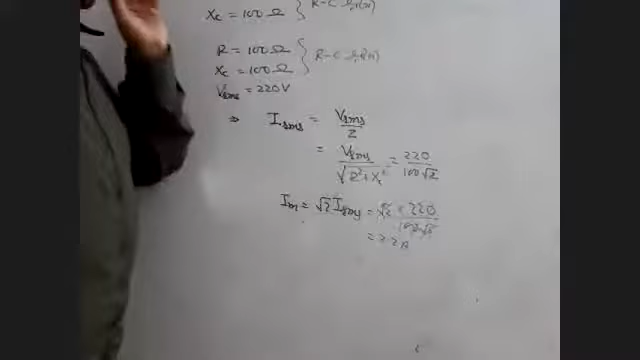 Xc = 100 Ω } R-C
R = 100 Ω
Xc = 100 Ω } R-C
Vrms = 220 V
⇒ Irms = Vrms / Z
= Vrms / √(R² + Xc²) = 220 / 100√2
Im = √2 Irms = √2 × 220 / 100√2
= 2.2 A